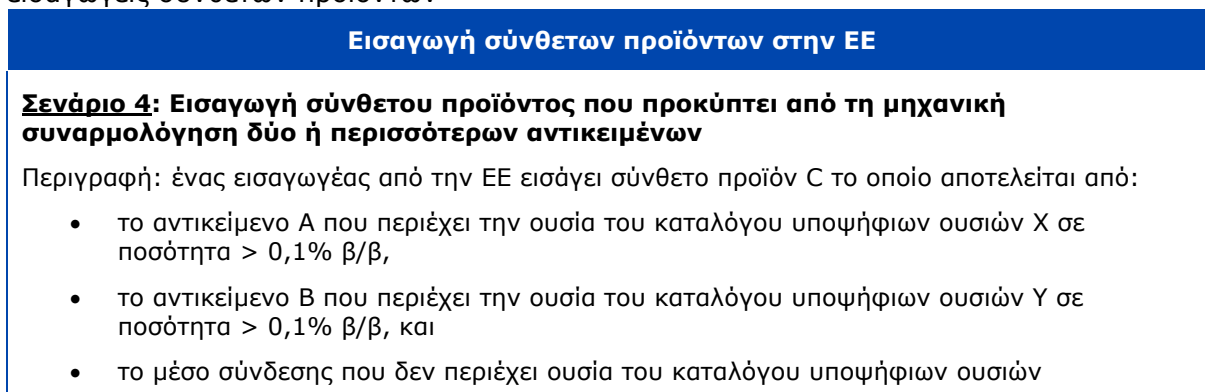 εισαγωγές σύνθετων προϊόντων
Εισαγωγή σύνθετων προϊόντων στην ΕΕ
Σενάριο 4: Εισαγωγή σύνθετου προϊόντος που προκύπτει από τη μηχανική
συναρμολόγηση δύο ή περισσότερων αντικειμένων
Περιγραφή: ένας εισαγωγέας από την ΕΕ εισάγει σύνθετο προϊόν C το οποίο αποτελείται από:
• το αντικείμενο A που περιέχει την ουσία του καταλόγου υποψήφιων ουσιών X σε
ποσότητα > 0,1% β/β,
• το αντικείμενο B που περιέχει την ουσία του καταλόγου υποψήφιων ουσιών Y σε
ποσότητα > 0,1% β/β, και
• το μέσο σύνδεσης που δεν περιέχει ουσία του καταλόγου υποψήφιων ουσιών